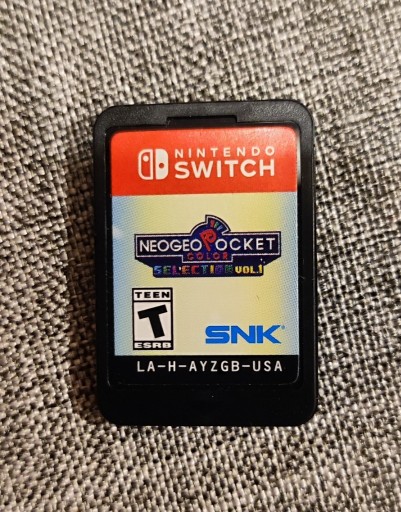 NINTENDO
SWITCH
NEOGEO POCKET
COLOR
SELECTION VOL.1
TEEN
T
ESRB
SNK®
LA-H-AYZGB-USA